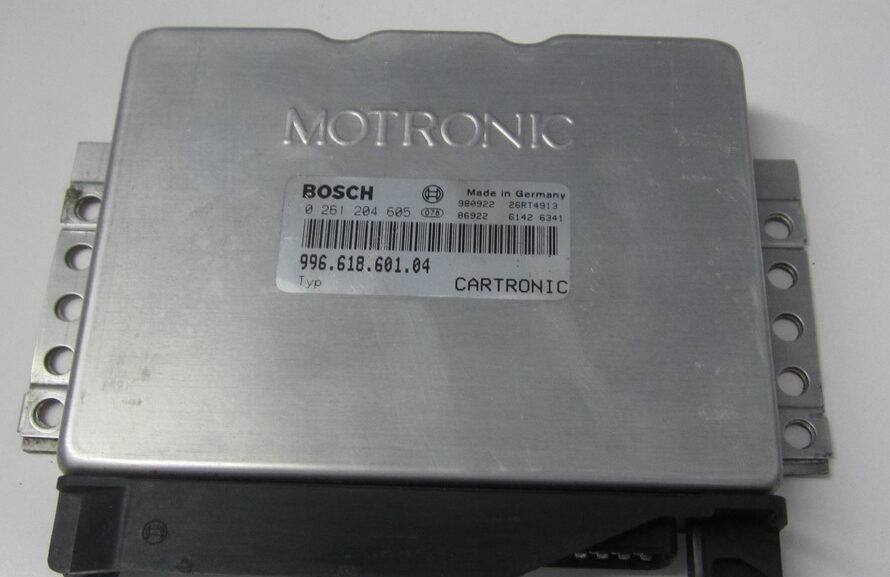 MOTRONIC
BOSCH Made in Germany
980922 26RT4913
0 261 204 605 078 86922 6142 6341
996.618.601.04
Typ CARTRONIC